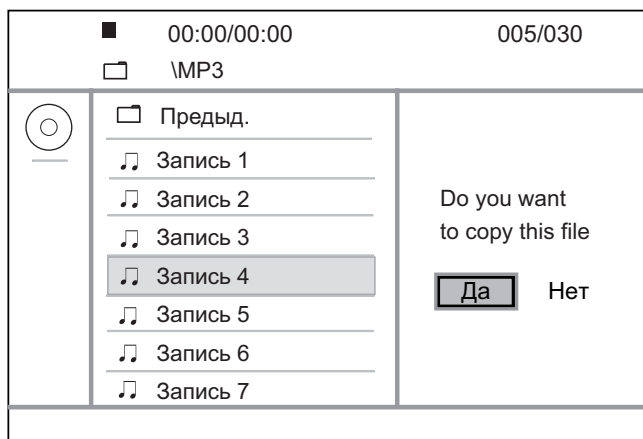 00:00/00:00 005/030
\MP3
Предыд.
Запись 1
Запись 2
Запись 3
Запись 4
Запись 5
Запись 6
Запись 7
Do you want
to copy this file
Да Нет